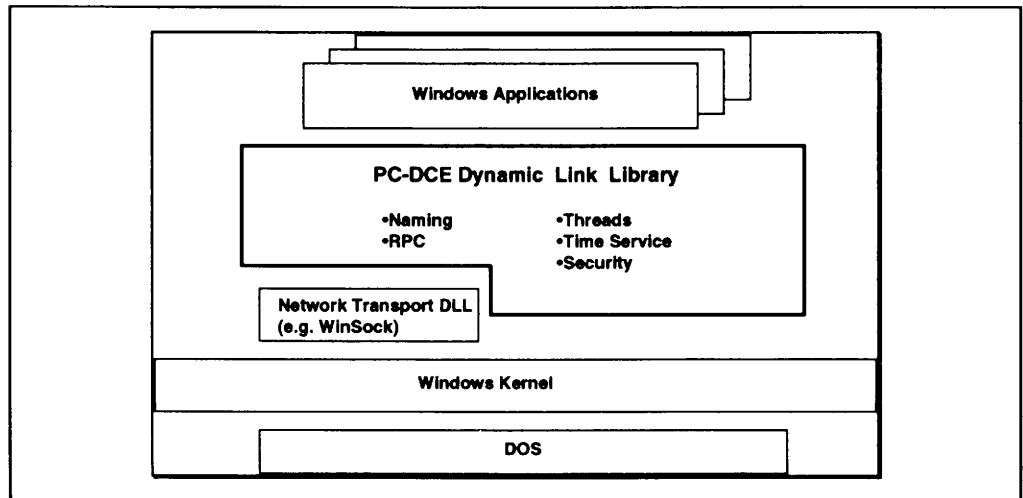 Windows Applications
PC-DCE Dynamic Link Library
•Naming
•RPC
•Threads
•Time Service
•Security
Network Transport DLL
(e.g. WinSock)
Windows Kernel
DOS